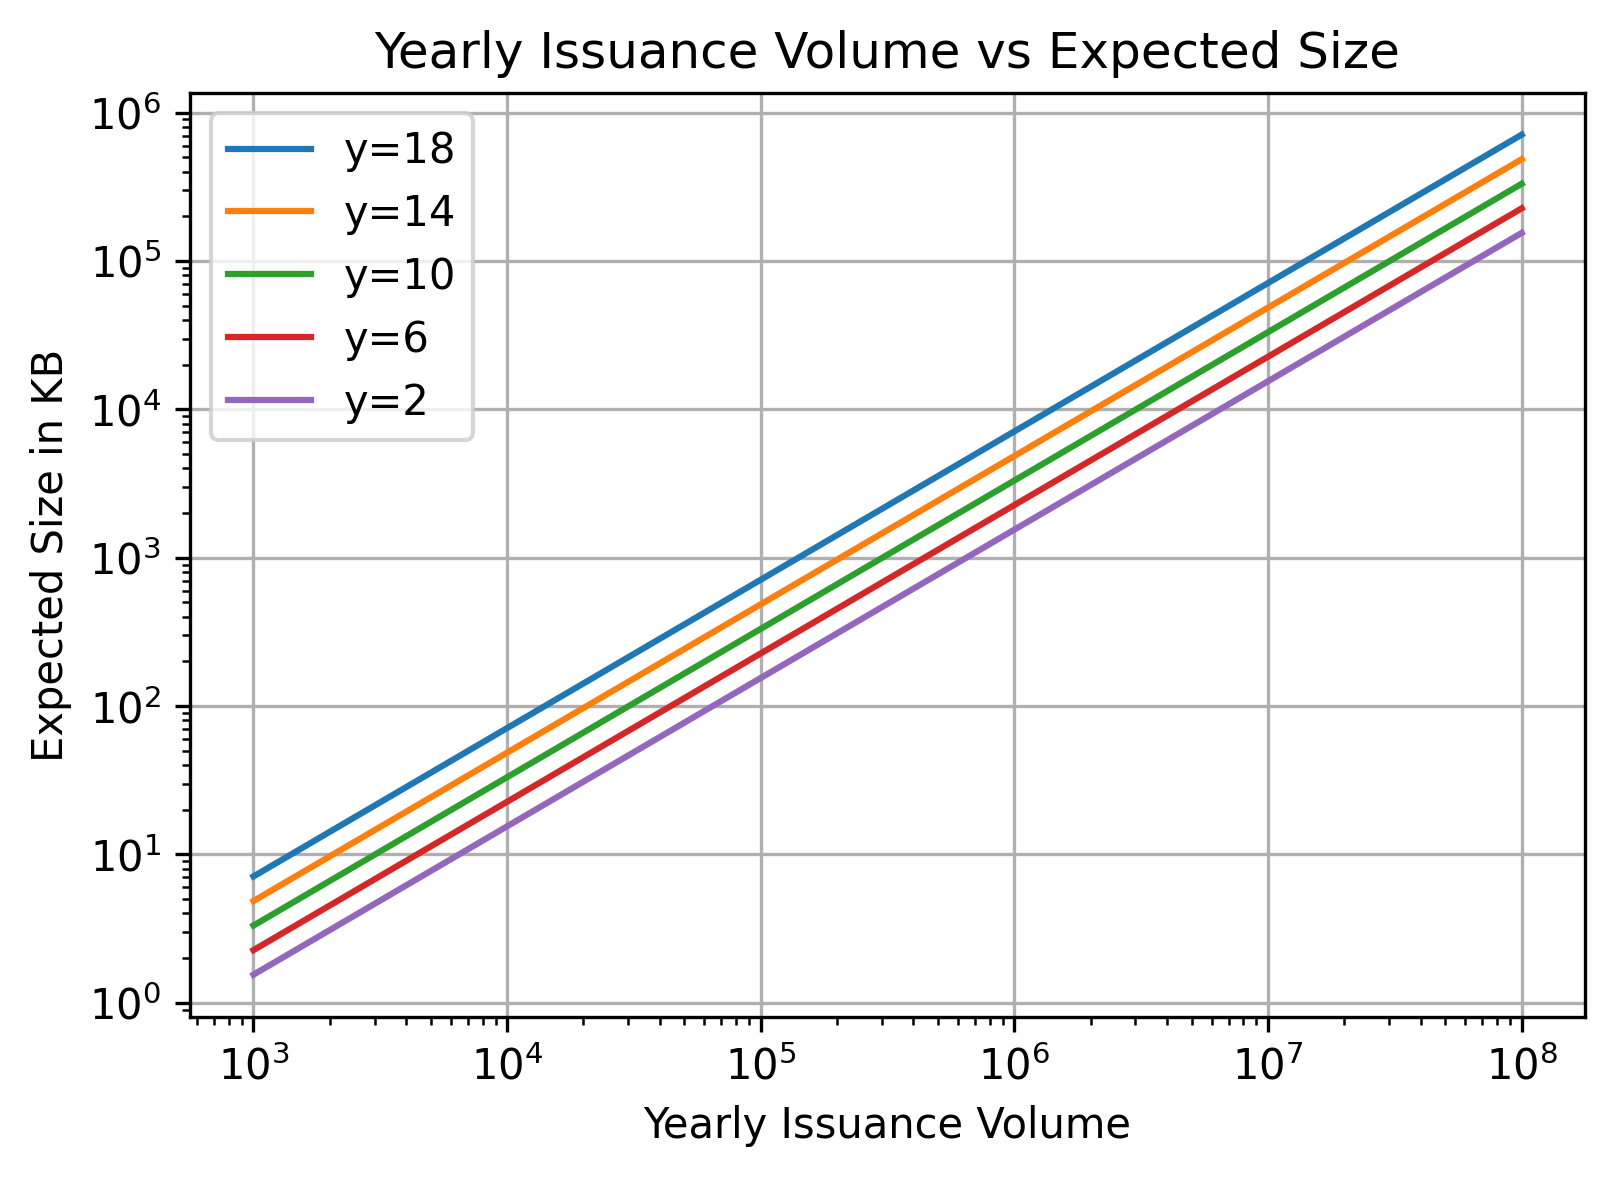 Yearly Issuance Volume vs Expected Size
Expected Size in KB
10⁶
10⁵
10⁴
10³
10²
10¹
10⁰
y=18
y=14
y=10
y=6
y=2
10³ 10⁴ 10⁵ 10⁶ 10⁷ 10⁸
Yearly Issuance Volume